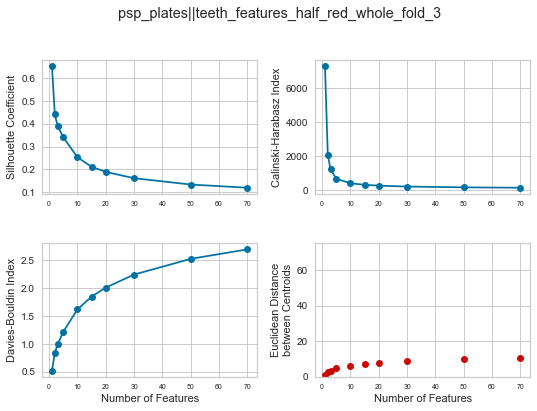 psp_plates||teeth_features_half_red_whole_fold_3
Silhouette Coefficient
0.6
0.5
0.4
0.3
0.2
0.1
0 10 20 30 40 50 60 70
Calinski-Harabasz Index
6000
4000
2000
0
0 10 20 30 40 50 60 70
Davies-Bouldin Index
2.5
2.0
1.5
1.0
0.5
0 10 20 30 40 50 60 70
Number of Features
Euclidean Distance
between Centroids
60
40
20
0
0 10 20 30 40 50 60 70
Number of Features